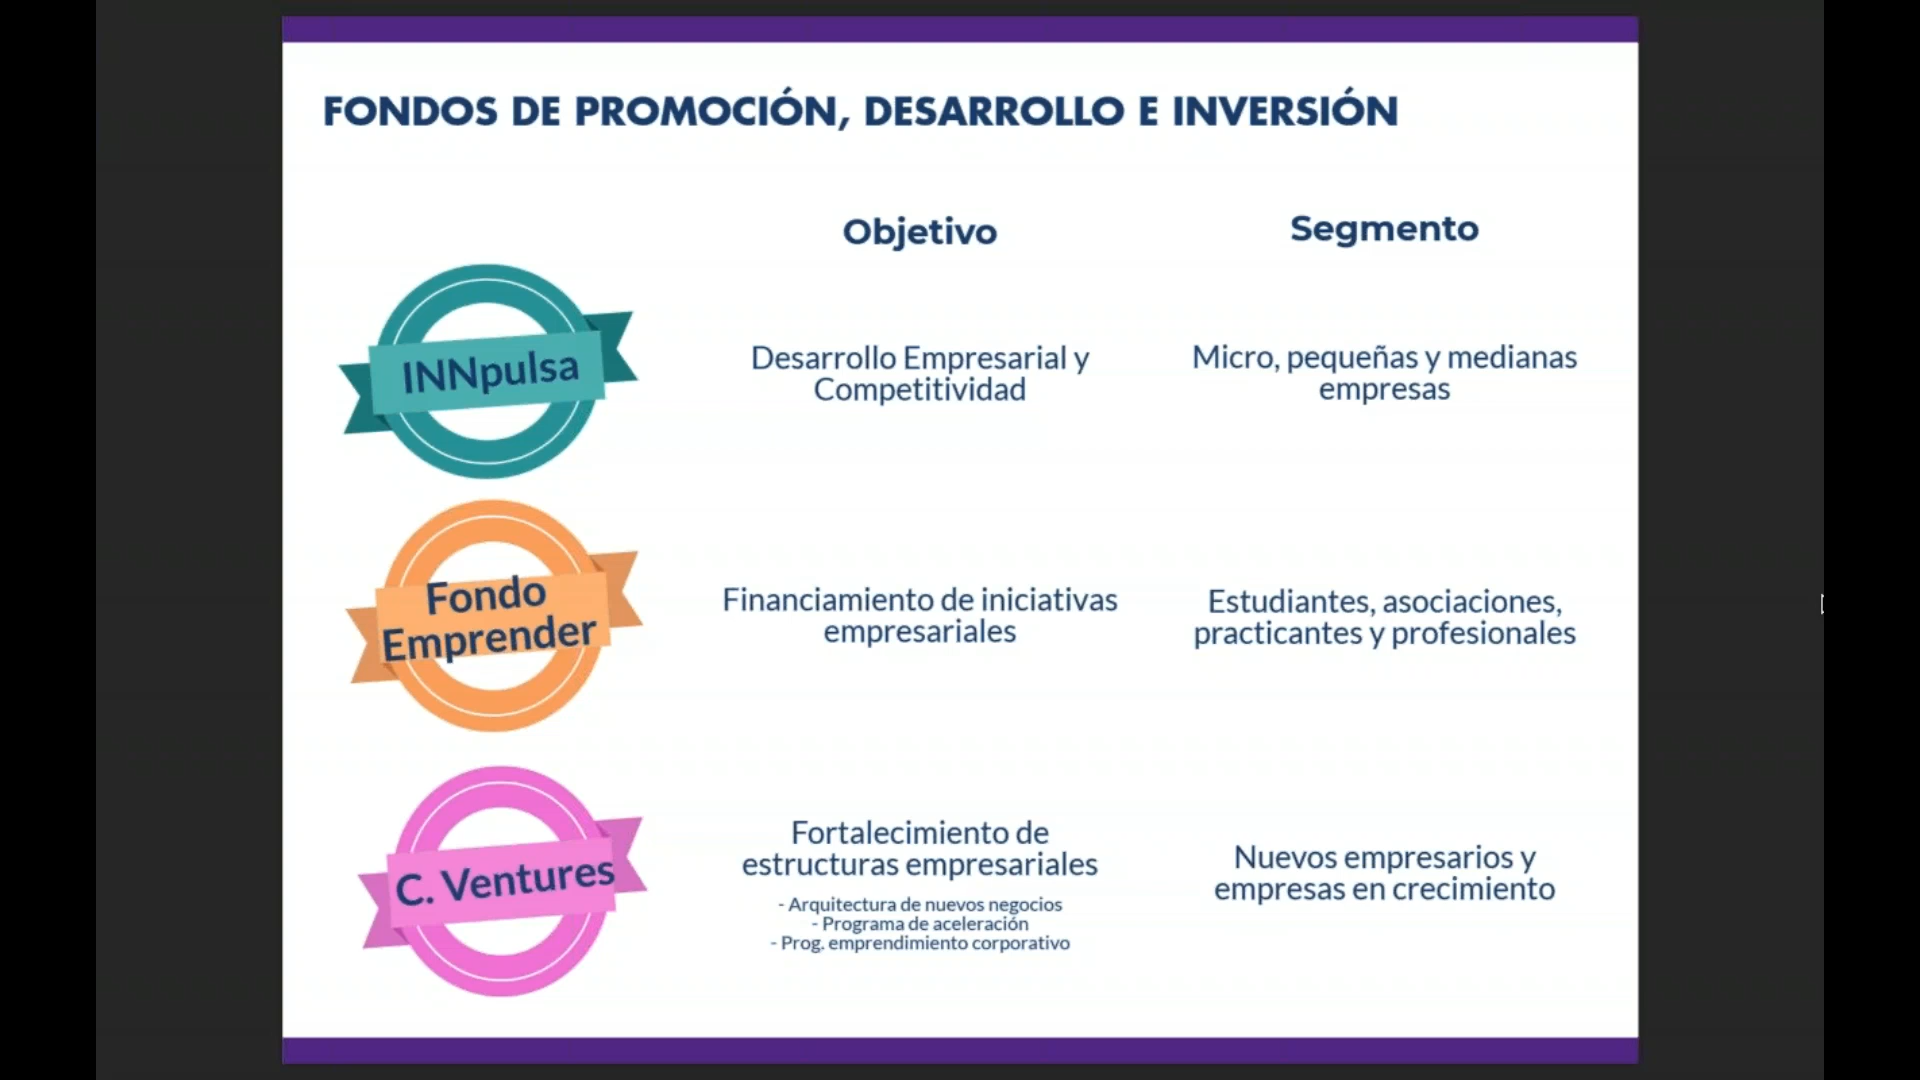 FONDOS DE PROMOCIÓN, DESARROLLO E INVERSIÓN
Objetivo
Segmento
INNpulsa
Desarrollo Empresarial y
Competitividad
Micro, pequeñas y medianas
empresas
Fondo
Emprender
Financiamiento de iniciativas
empresariales
Estudiantes, asociaciones,
practicantes y profesionales
C. Ventures
Fortalecimiento de
estructuras empresariales
- Arquitectura de nuevos negocios
- Programa de aceleración
- Prog. emprendimiento corporativo
Nuevos empresarios y
empresas en crecimiento